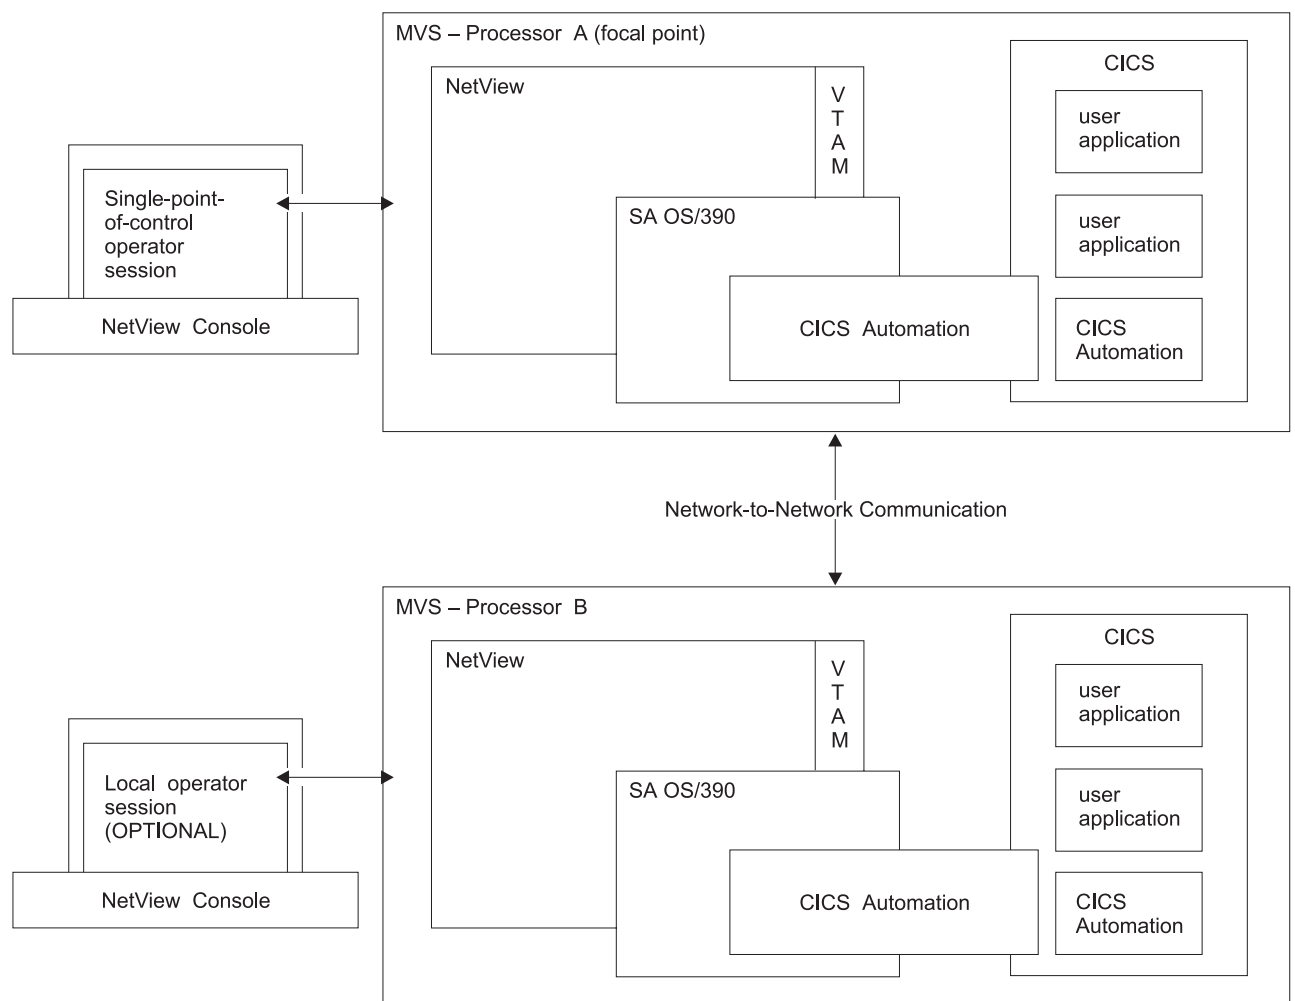 MVS – Processor A (focal point)
NetView
V
T
A
M
CICS
user
application
user
application
CICS
Automation
SA OS/390
CICS Automation
Single-point-
of-control
operator
session
NetView Console
Network-to-Network Communication
MVS – Processor B
NetView
V
T
A
M
CICS
user
application
user
application
CICS
Automation
SA OS/390
CICS Automation
Local operator
session
(OPTIONAL)
NetView Console